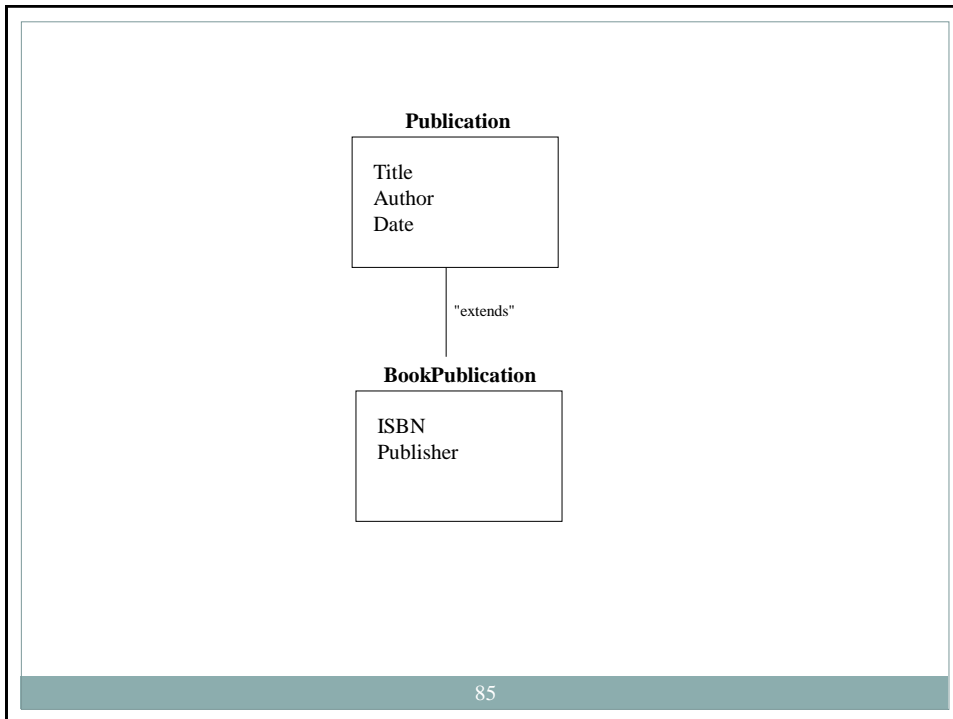 Publication
Title
Author
Date
"extends"
BookPublication
ISBN
Publisher
85